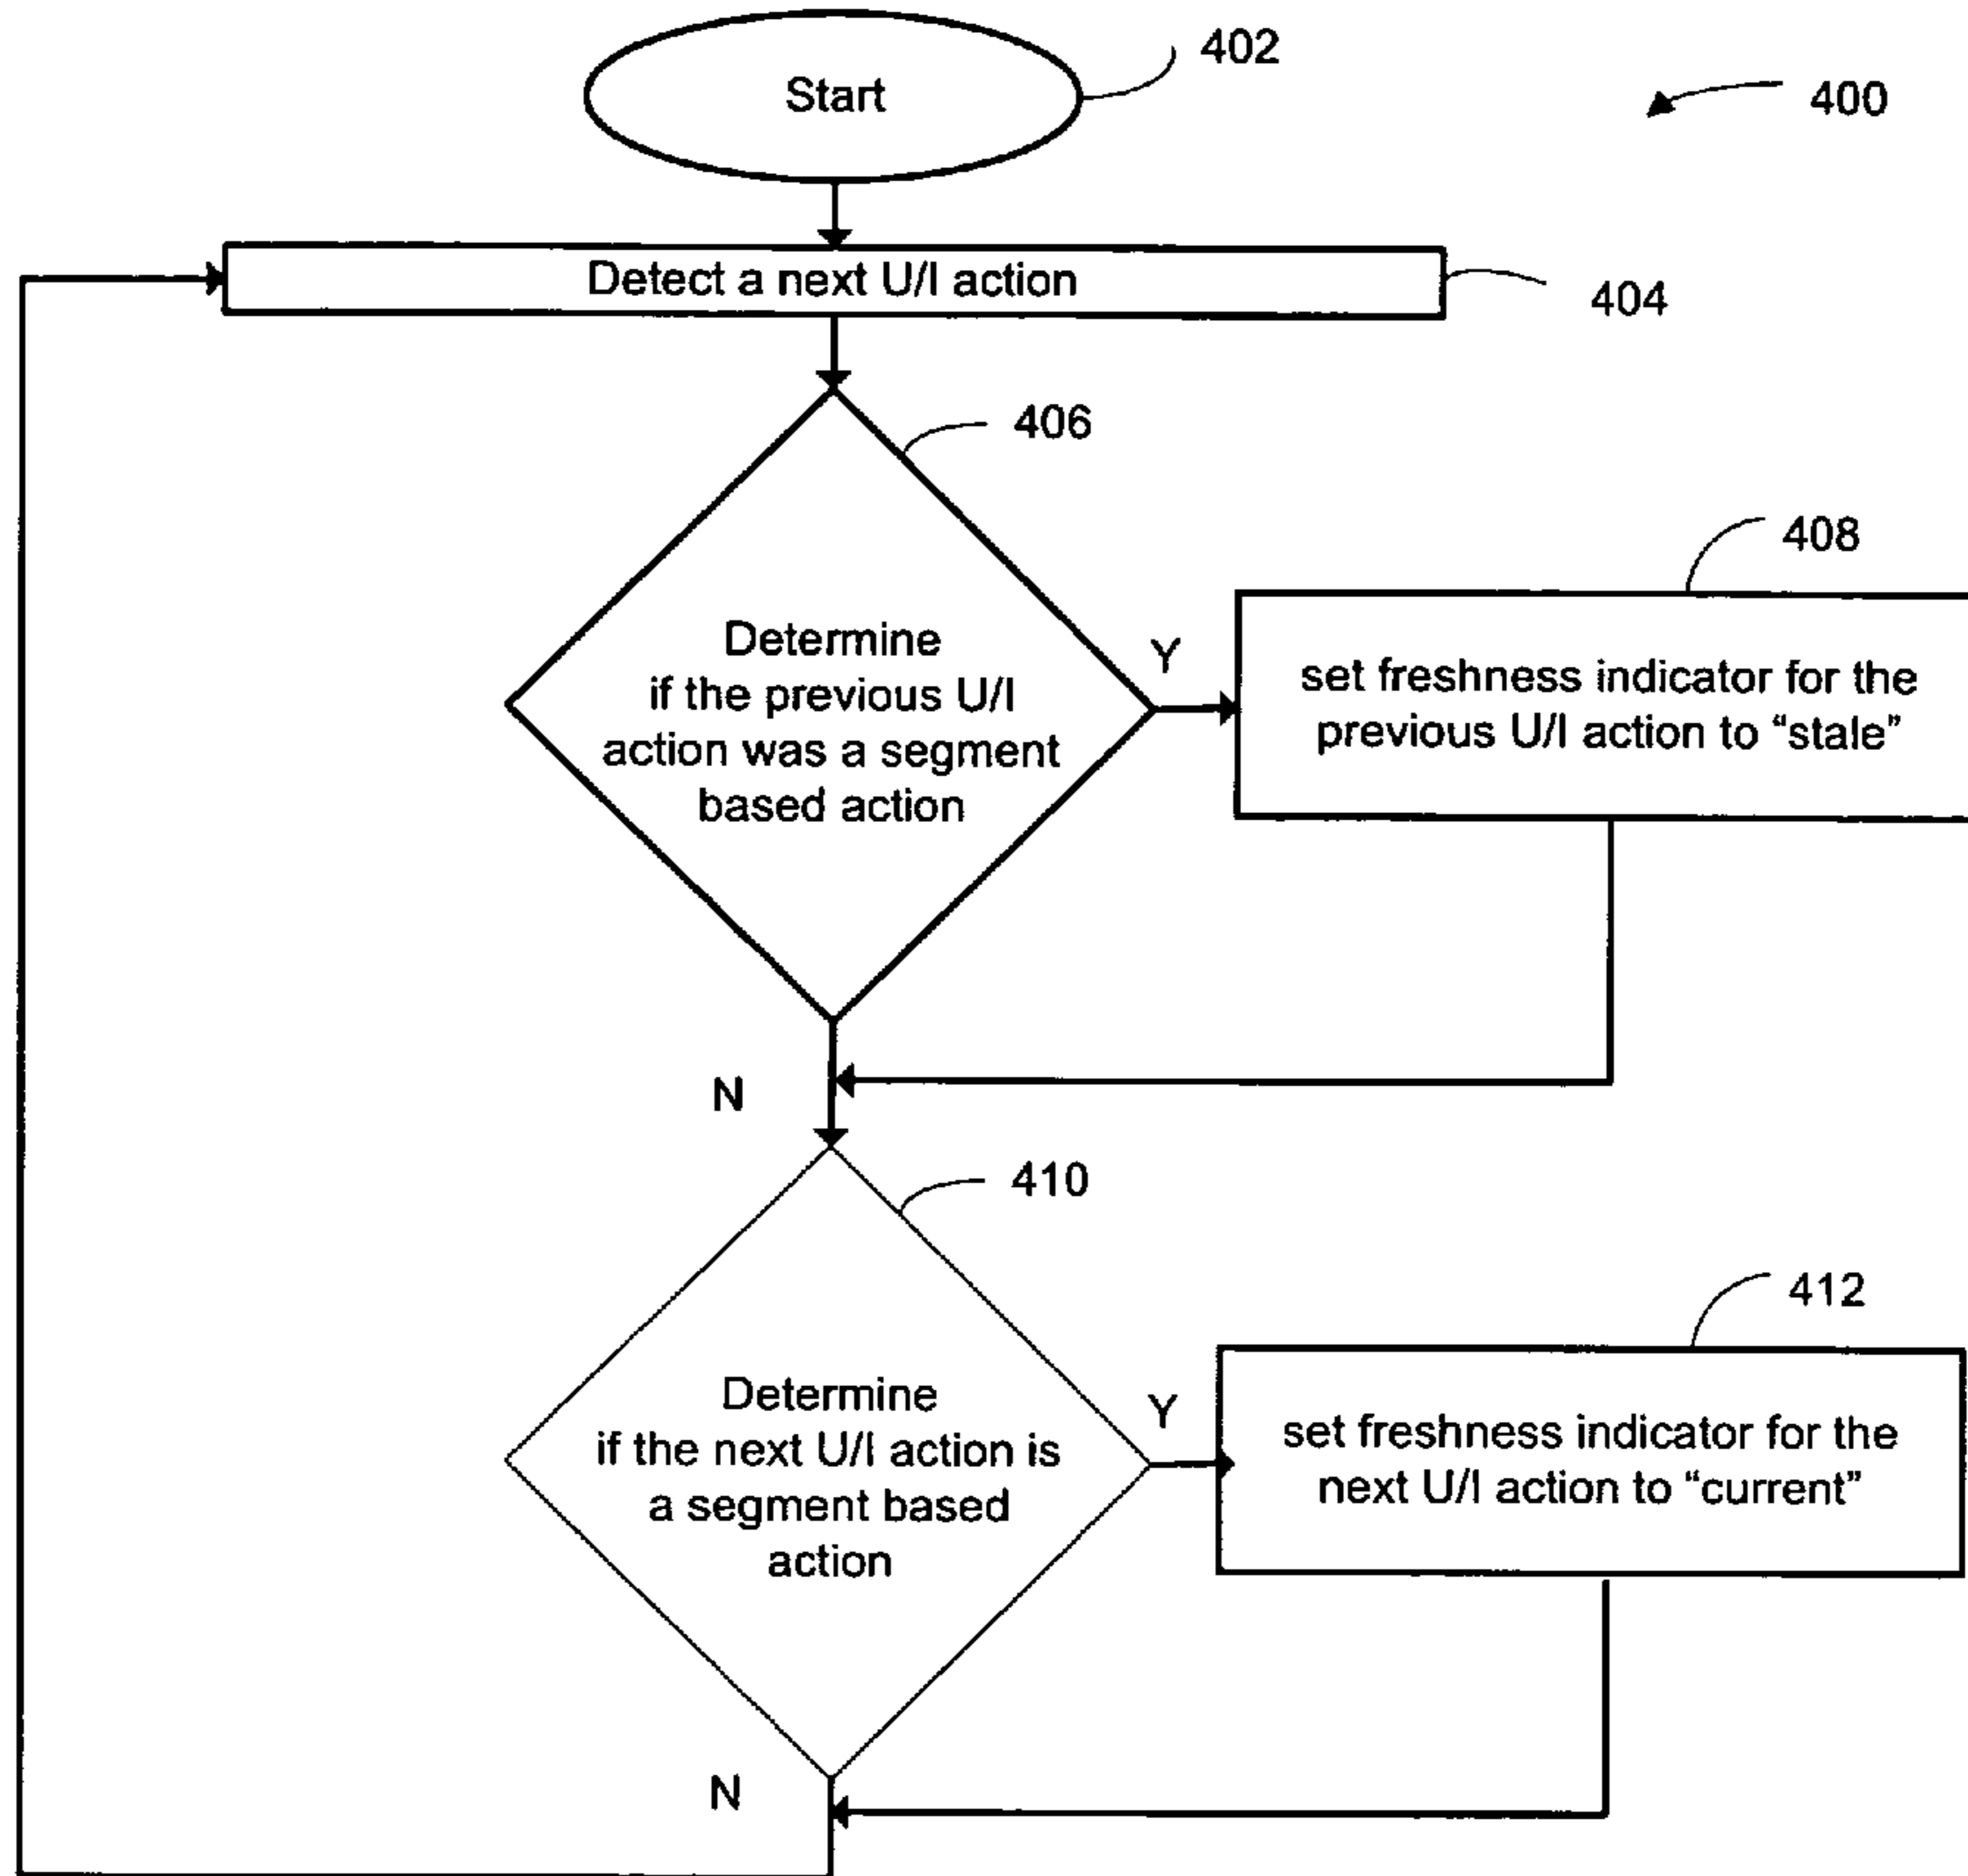 Start
402
400
Detect a next U/I action
404
406
408
Determine
if the previous U/I
action was a segment
based action
Y
set freshness indicator for the
previous U/I action to “stale”
N
410
412
Determine
if the next U/I action is
a segment based
action
Y
set freshness indicator for the
next U/I action to “current”
N